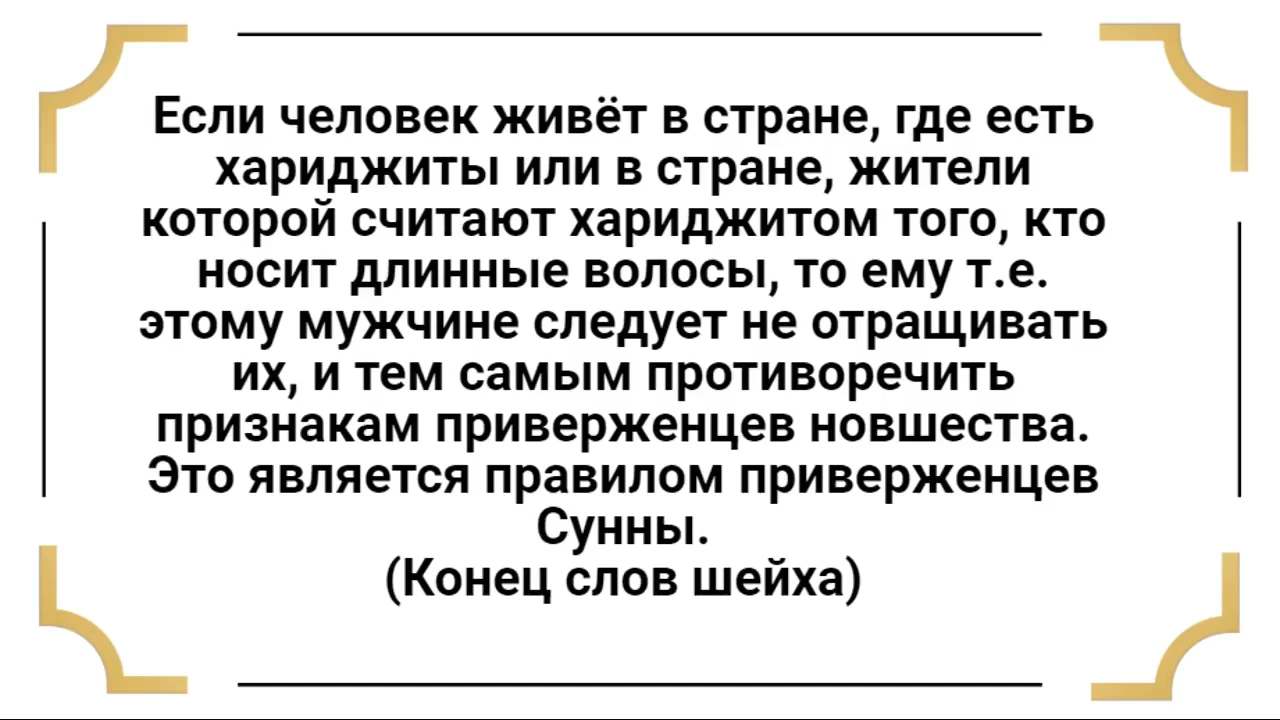 Если человек живёт в стране, где есть
хариджиты или в стране, жители
которой считают хариджитом того, кто
носит длинные волосы, то ему т.е.
этому мужчине следует не отращивать
их, и тем самым противоречить
признакам приверженцев новшества.
Это является правилом приверженцев
Сунны.
(Конец слов шейха)